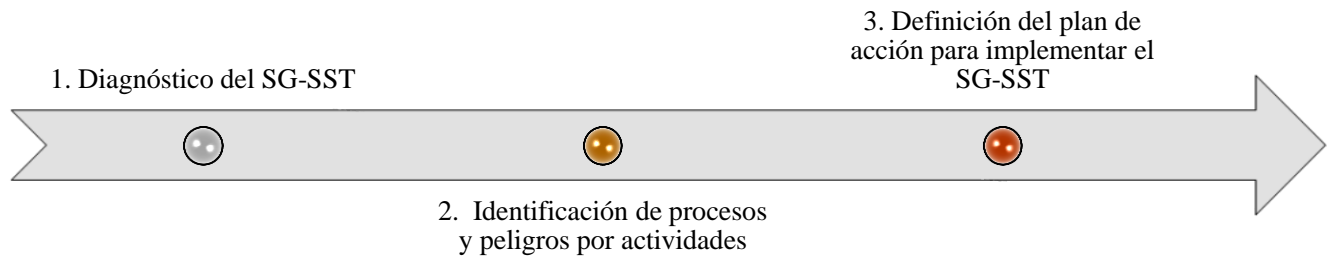 1. Diagnóstico del SG-SST
2. Identificación de procesos
y peligros por actividades
3. Definición del plan de
acción para implementar el
SG-SST